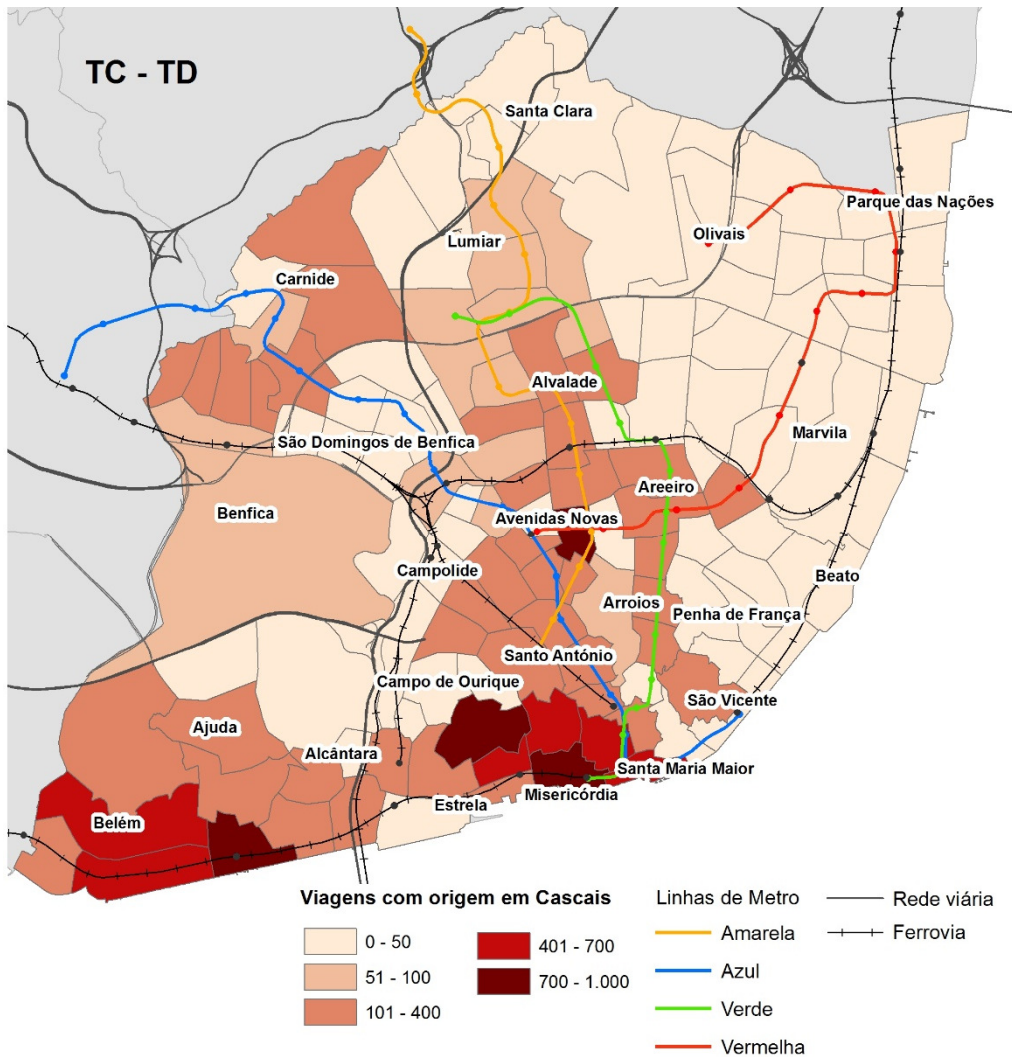 TC - TD
Santa Clara
Parque das Nações
Olivais
Lumiar
Carnide
Alvalade
Marvila
São Domingos de Benfica
Areeiro
Benfica
Avenidas Novas
Campolide
Beato
Arroios
Penha de França
Santo António
Campo de Ourique
São Vicente
Ajuda
Alcântara
Santa Maria Maior
Misericórdia
Estrela
Belém
Viagens com origem em Cascais
0 - 50
51 - 100
101 - 400
401 - 700
700 - 1.000
Linhas de Metro
Amarela
Azul
Verde
Vermelha
Rede viária
Ferrovia